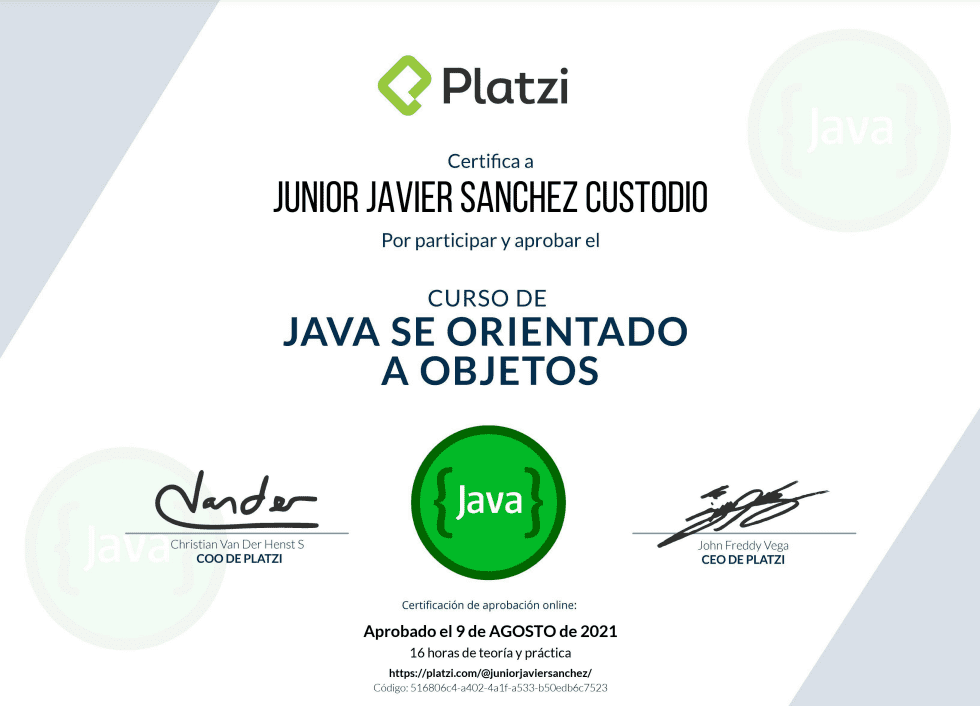 Platzi
{Java}
Certifica a
JUNIOR JAVIER SANCHEZ CUSTODIO
Por participar y aprobar el
CURSO DE
JAVA SE ORIENTADO
A OBJETOS
{Java}
Vander
{Java}
Christian Van Der Henst S
COO DE PLATZI
John Freddy Vega
CEO DE PLATZI
Certificación de aprobación online:
Aprobado el 9 de AGOSTO de 2021
16 horas de teoría y práctica
https://platzi.com/@juniorjaviersanchez/
Código: 516806c4-a402-4a1f-a533-b50edb6c7523